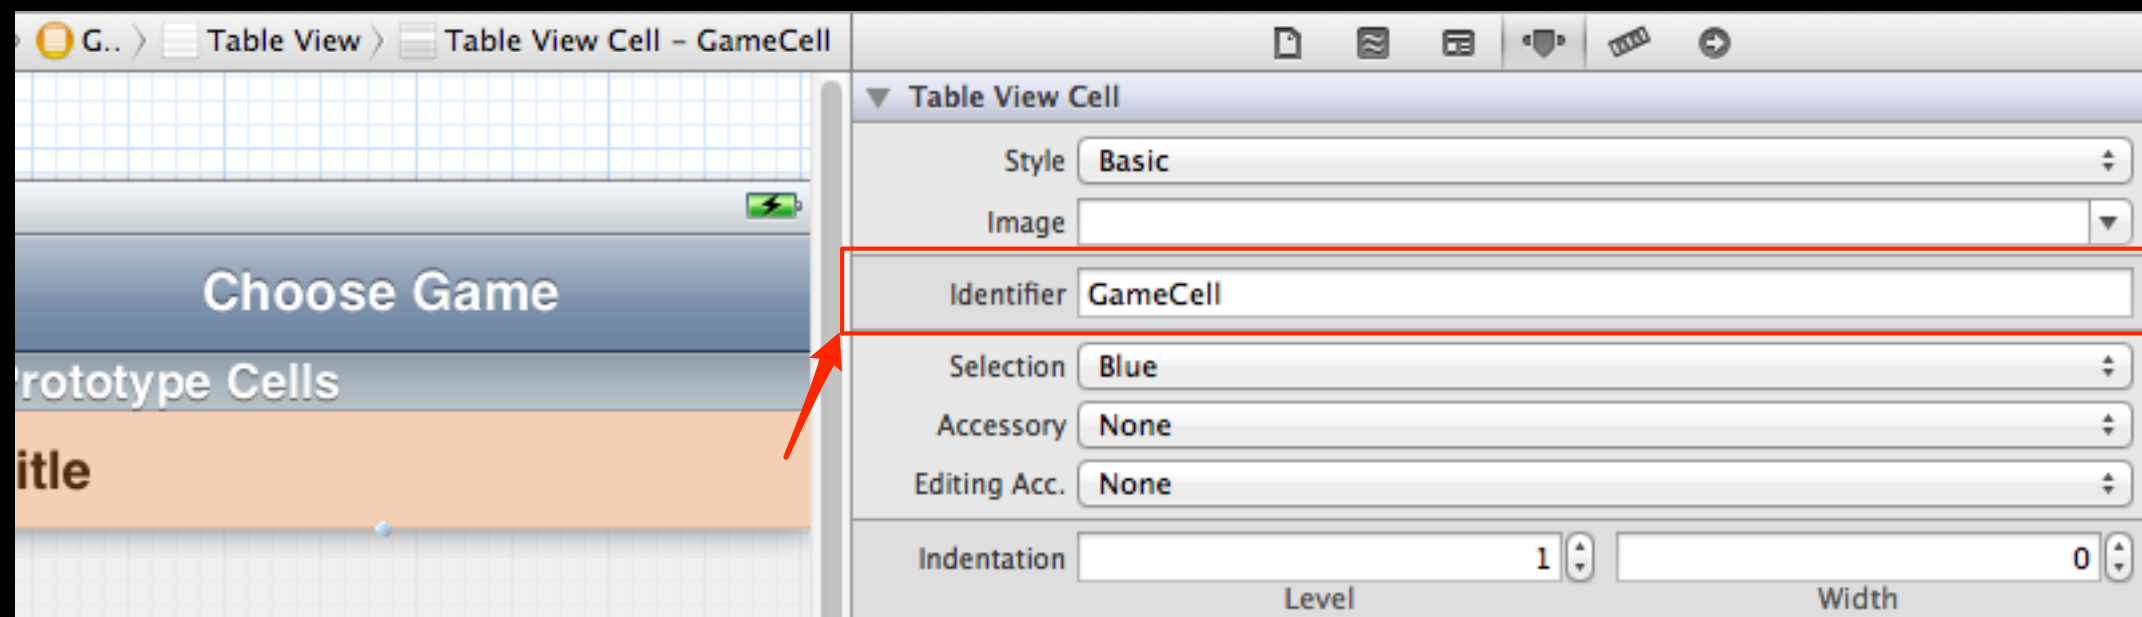 G.. Table View Table View Cell – GameCell
Table View Cell
Style Basic
Image
Choose Game
Identifier GameCell
rototype Cells
Selection Blue
Accessory None
itle
Editing Acc. None
Indentation 1 0
Level Width